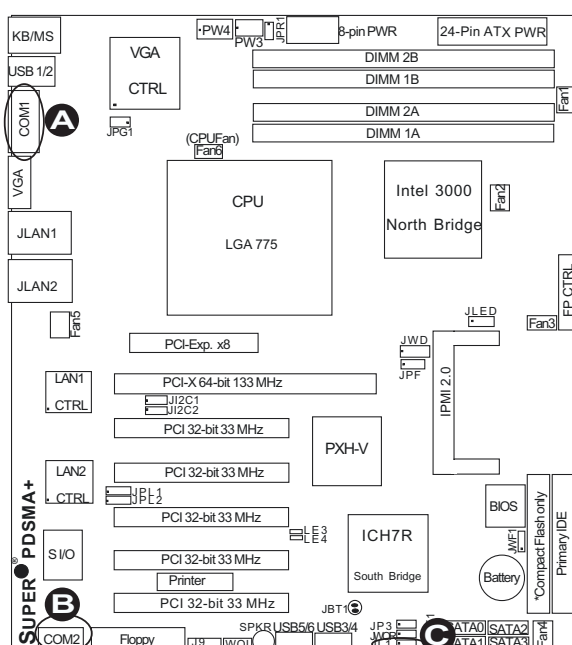 KB/MS
USB 1/2
COM1
A
VGA
JLAN1
JLAN2
Fan5
VGA
CTRL
JPG1
PW4
PW3
JPR1
8-pin PWR
24-Pin ATX PWR
DIMM 2B
DIMM 1B
DIMM 2A
DIMM 1A
Fan1
(CPUFan)
Fan6
CPU
LGA 775
Intel 3000
North Bridge
Fan2
FP CTRL
Fan3
JLED
JWD
JPF
IPMI 2.0
PCI-Exp. x8
LAN1
CTRL
PCI-X 64-bit 133 MHz
JI2C1
JI2C2
PCI 32-bit 33 MHz
PXH-V
LAN2
CTRL
PCI 32-bit 33 MHz
JPL1
JPL2
PCI 32-bit 33 MHz
LE3
LE4
S I/O
PCI 32-bit 33 MHz
Printer
PCI 32-bit 33 MHz
ICH7R
South Bridge
BIOS
JWF1
Battery
*Compact Flash only
Primary IDE
SUPER® PDSMA+
B
COM2
Floppy
J9
WOL
SPKR
USB5/6
USB3/4
JBT1
JP3
JWOR
C
SATA0
SATA2
SATA1
SATA3
Fan4